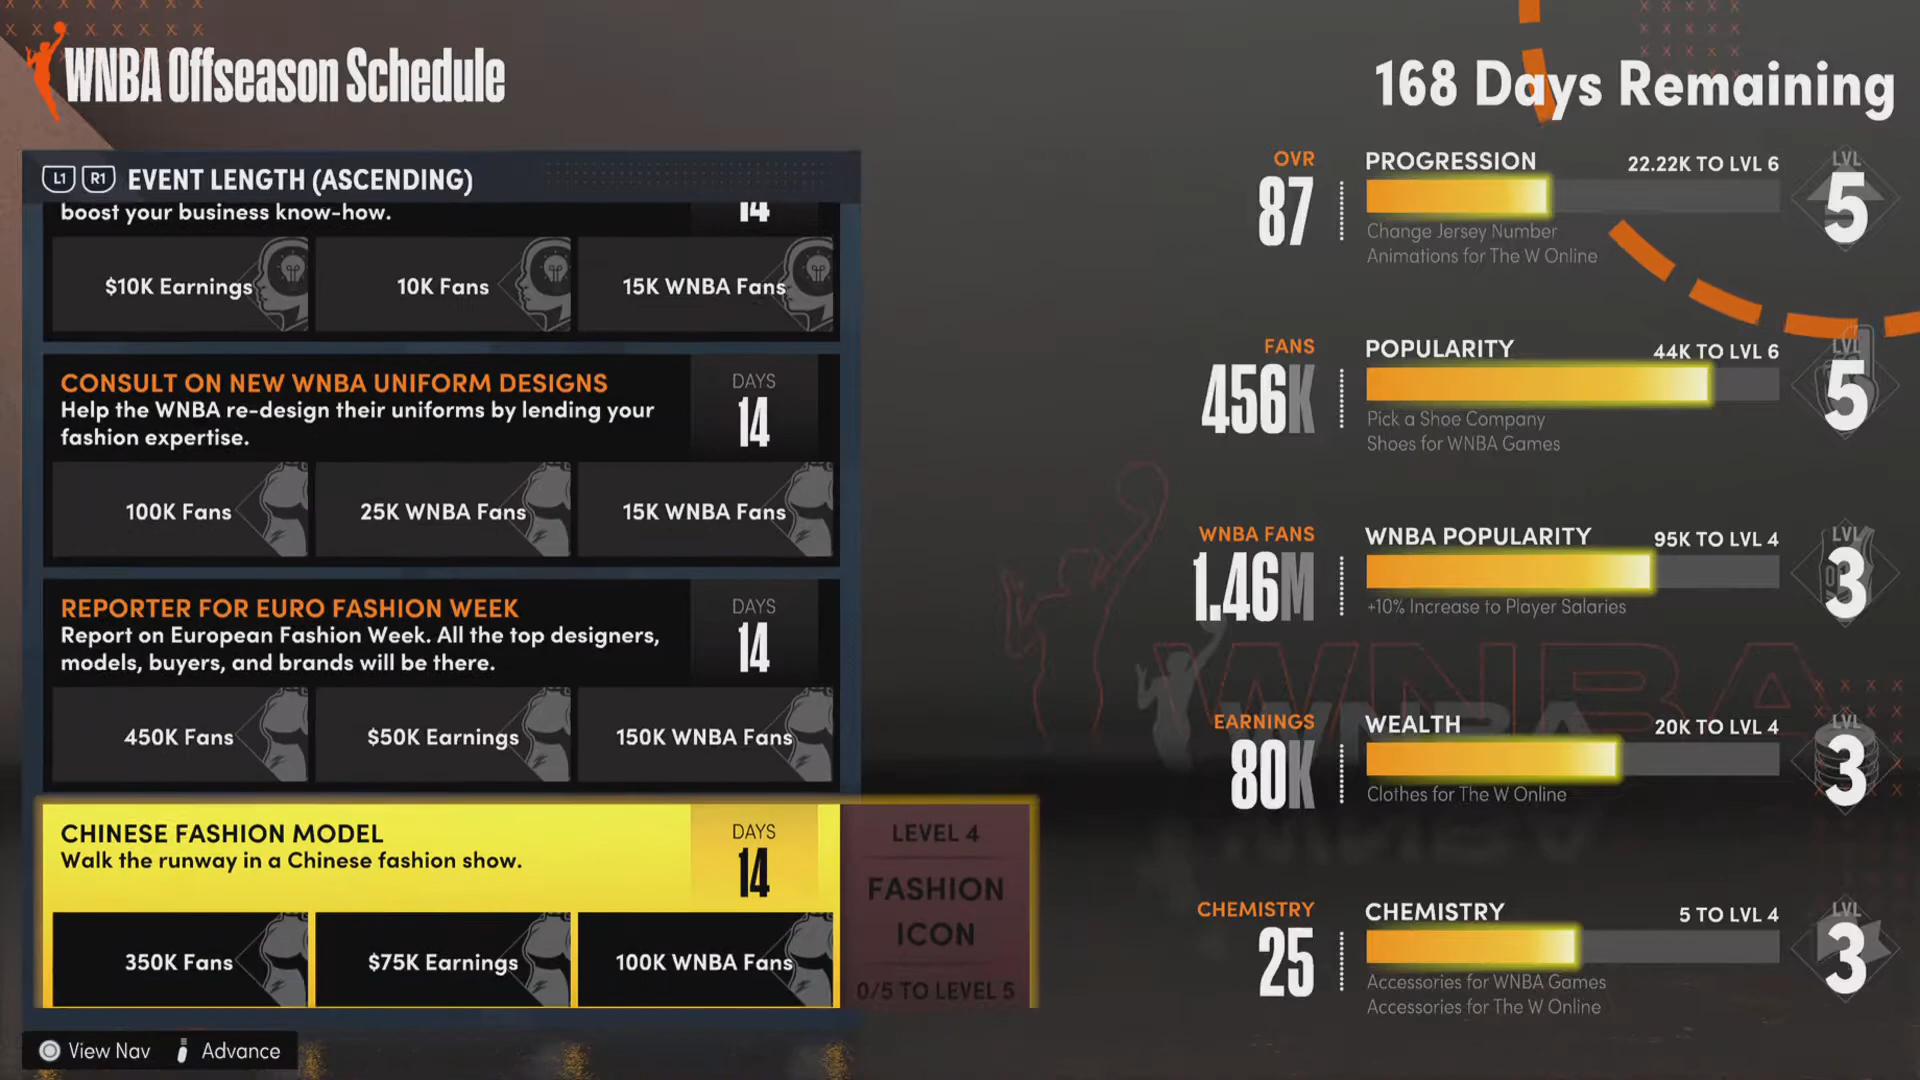 WNBA Offseason Schedule
168 Days Remaining
L1 R1 EVENT LENGTH (ASCENDING)
boost your business know-how.
14
$10K Earnings
10K Fans
15K WNBA Fans
CONSULT ON NEW WNBA UNIFORM DESIGNS
Help the WNBA re-design their uniforms by lending your
fashion expertise.
DAYS
14
100K Fans
25K WNBA Fans
15K WNBA Fans
REPORTER FOR EURO FASHION WEEK
Report on European Fashion Week. All the top designers,
models, buyers, and brands will be there.
DAYS
14
450K Fans
$50K Earnings
150K WNBA Fans
CHINESE FASHION MODEL
Walk the runway in a Chinese fashion show.
DAYS
14
350K Fans
$75K Earnings
100K WNBA Fans
LEVEL 4
FASHION
ICON
0/5 TO LEVEL 5
View Nav
Advance
OVR
87
PROGRESSION
22.22K TO LVL 6
Change Jersey Number
Animations for The W Online
LVL
5
FANS
456K
POPULARITY
44K TO LVL 6
Pick a Shoe Company
Shoes for WNBA Games
LVL
5
WNBA FANS
1.46M
WNBA POPULARITY
95K TO LVL 4
+10% Increase to Player Salaries
LVL
3
WNBA
WNBA
EARNINGS
80K
WEALTH
20K TO LVL 4
Clothes for The W Online
LVL
3
CHEMISTRY
25
CHEMISTRY
5 TO LVL 4
Accessories for WNBA Games
Accessories for The W Online
LVL
3